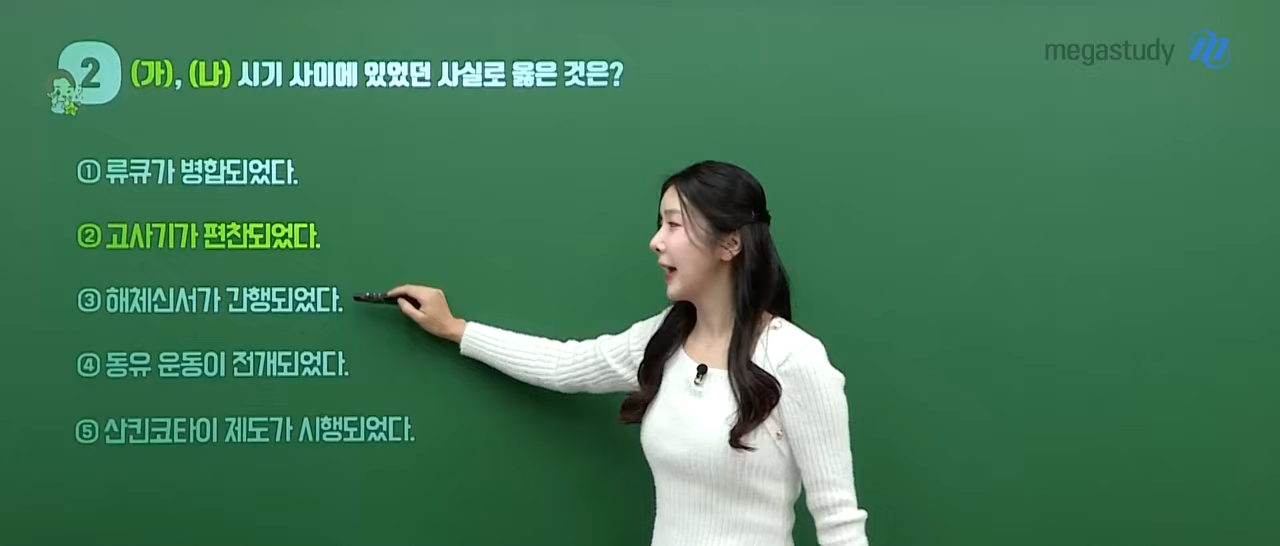 megastudy
2 (가), (나) 시기 사이에 있었던 사실로 옳은 것은?
① 류큐가 병합되었다.
② 고사기가 편찬되었다.
③ 해체신서가 간행되었다.
④ 동유 운동이 전개되었다.
⑤ 산킨코타이 제도가 시행되었다.